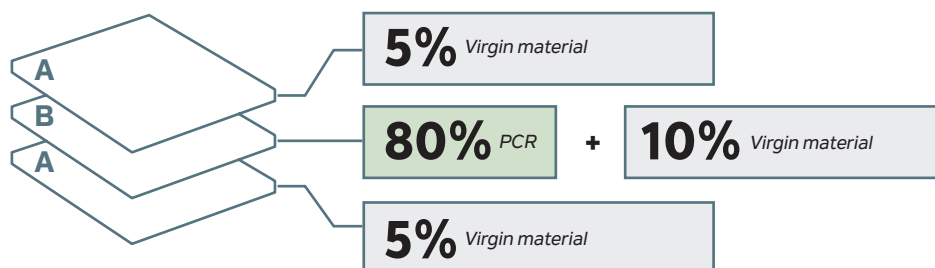 A
5% Virgin material
B
80% PCR + 10% Virgin material
A
5% Virgin material